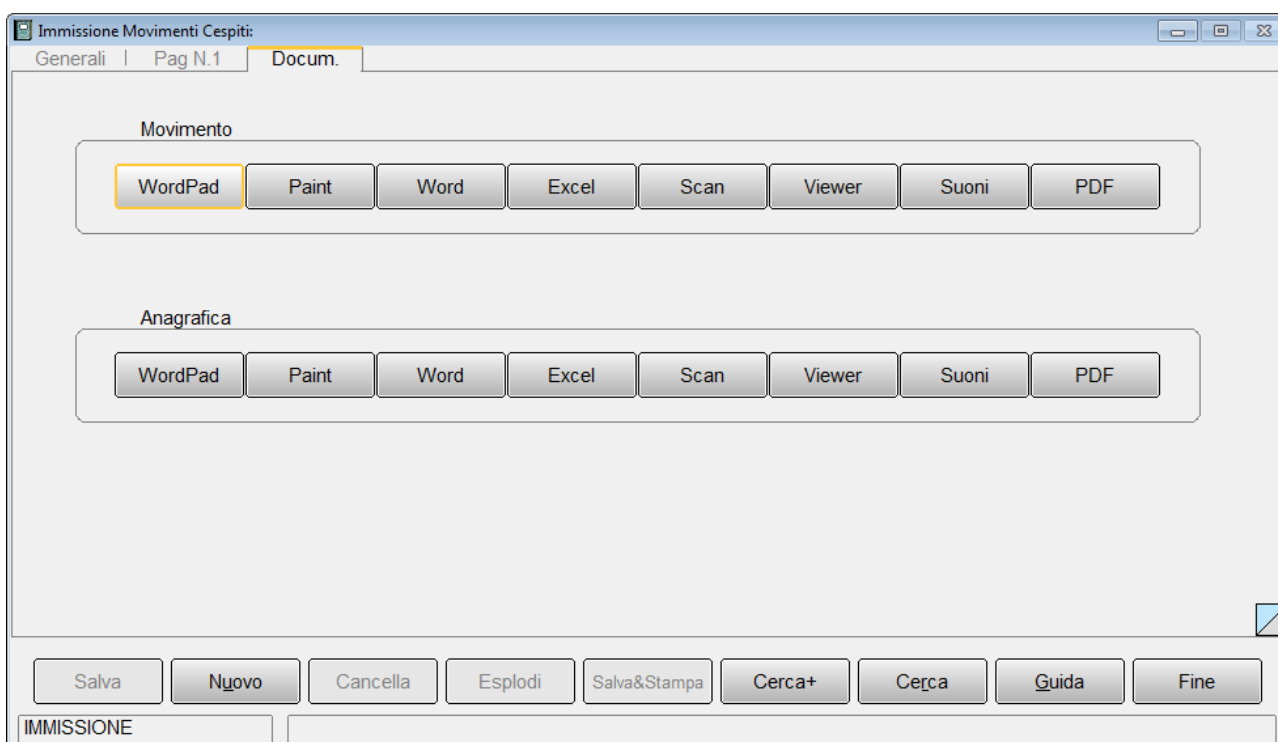 Immissione Movimenti Cespiti:
Generali | Pag N.1 Docum.
Movimento
WordPad Paint Word Excel Scan Viewer Suoni PDF
Anagrafica
WordPad Paint Word Excel Scan Viewer Suoni PDF
Salva Nuovo Cancella Esplodi Salva&Stampa Cerca+ Cerca Guida Fine
IMMISSIONE